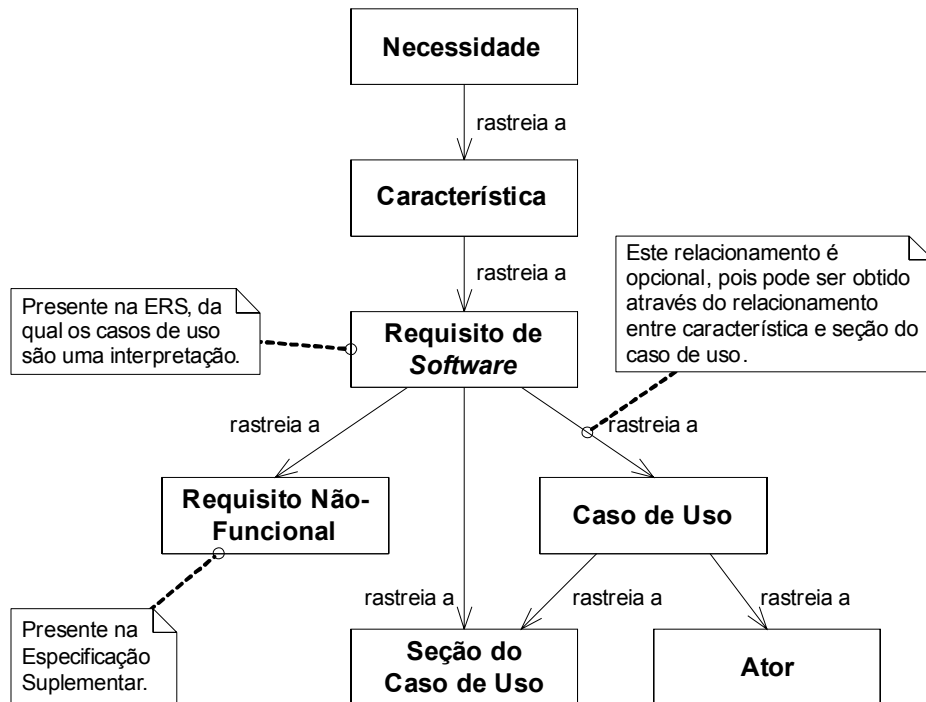 Necessidade
rastreia a
Característica
rastreia a
Este relacionamento é
opcional, pois pode ser obtido
através do relacionamento
entre característica e seção do
caso de uso.
Presente na ERS, da
qual os casos de uso
são uma interpretação.
Requisito de
Software
rastreia a
rastreia a
Requisito Não-
Funcional
Caso de Uso
rastreia a
rastreia a
rastreia a
Presente na
Especificação
Suplementar.
Seção do
Caso de Uso
Ator